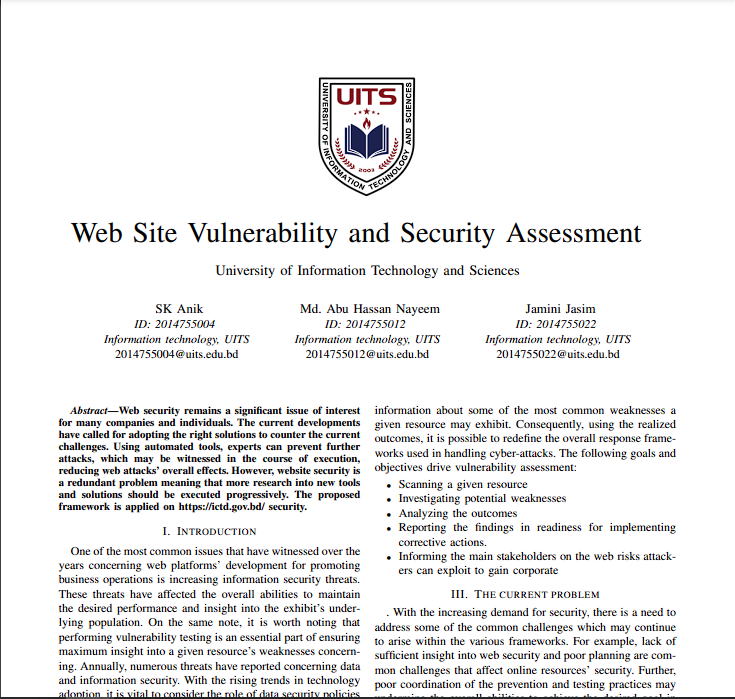 UITS
UNIVERSITY OF INFORMATION TECHNOLOGY AND SCIENCES
2003
Web Site Vulnerability and Security Assessment
University of Information Technology and Sciences
SK Anik
ID: 2014755004
Information technology, UITS
2014755004@uits.edu.bd
Md. Abu Hassan Nayeem
ID: 2014755012
Information technology, UITS
2014755012@uits.edu.bd
Jamini Jasim
ID: 2014755022
Information technology, UITS
2014755022@uits.edu.bd
Abstract—Web security remains a significant issue of interest
for many companies and individuals. The current developments
have called for adopting the right solutions to counter the current
challenges. Using automated tools, experts can prevent further
attacks, which may be witnessed in the course of execution,
reducing web attacks' overall effects. However, website security is
a redundant problem meaning that more research into new tools
and solutions should be executed progressively. The proposed
framework is applied on https://ictd.gov.bd/ security.
I. INTRODUCTION
One of the most common issues that have witnessed over the
years concerning web platforms' development for promoting
business operations is increasing information security threats.
These threats have affected the overall abilities to maintain
the desired performance and insight into the exhibit's under-
lying population. On the same note, it is worth noting that
performing vulnerability testing is an essential part of ensuring
maximum insight into a given resource's weaknesses concern-
ing. Annually, numerous threats have reported concerning data
and information security. With the rising trends in technology
adoption, it is vital to consider the role of data security policies
information about some of the most common weaknesses a
given resource may exhibit. Consequently, using the realized
outcomes, it is possible to redefine the overall response frame-
works used in handling cyber-attacks. The following goals and
objectives drive vulnerability assessment:
• Scanning a given resource
• Investigating potential weaknesses
• Analyzing the outcomes
• Reporting the findings in readiness for implementing
corrective actions.
• Informing the main stakeholders on the web risks attack-
ers can exploit to gain corporate
III. THE CURRENT PROBLEM
. With the increasing demand for security, there is a need to
address some of the common challenges which may continue
to arise within the various frameworks. For example, lack of
sufficient insight into web security and poor planning are com-
mon challenges that affect online resources' security. Further,
poor coordination of the prevention and testing practices may